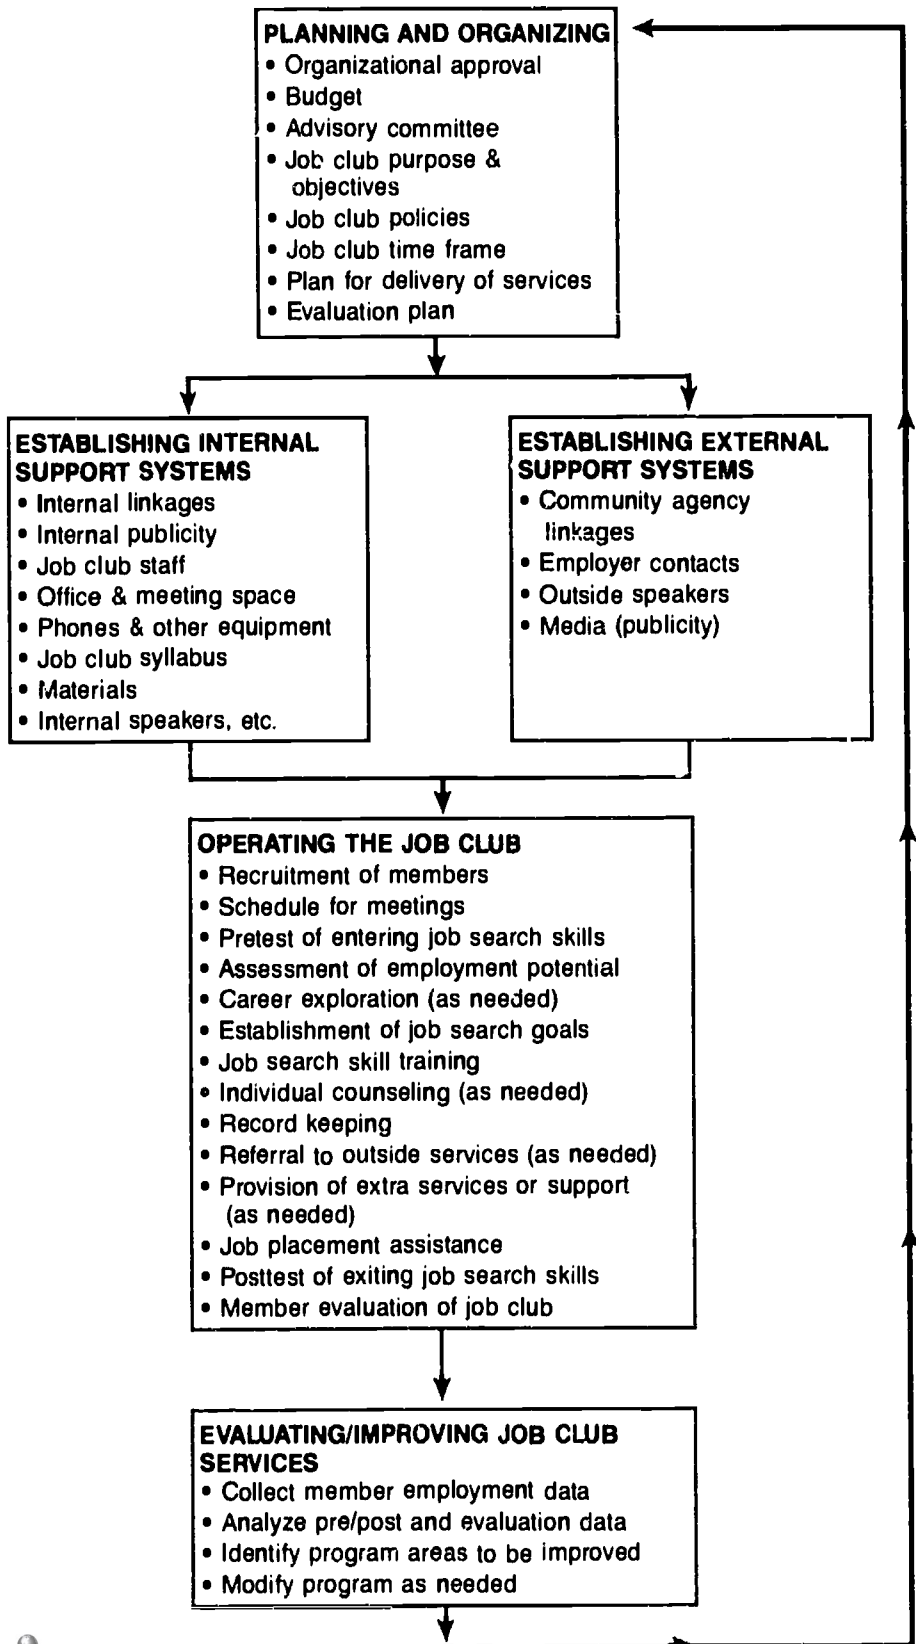 PLANNING AND ORGANIZING
• Organizational approval
• Budget
• Advisory committee
• Job club purpose &
objectives
• Job club policies
• Job club time frame
• Plan for delivery of services
• Evaluation plan
ESTABLISHING INTERNAL
SUPPORT SYSTEMS
• Internal linkages
• Internal publicity
• Job club staff
• Office & meeting space
• Phones & other equipment
• Job club syllabus
• Materials
• Internal speakers, etc.
ESTABLISHING EXTERNAL
SUPPORT SYSTEMS
• Community agency
linkages
• Employer contacts
• Outside speakers
• Media (publicity)
OPERATING THE JOB CLUB
• Recruitment of members
• Schedule for meetings
• Pretest of entering job search skills
• Assessment of employment potential
• Career exploration (as needed)
• Establishment of job search goals
• Job search skill training
• Individual counseling (as needed)
• Record keeping
• Referral to outside services (as needed)
• Provision of extra services or support
(as needed)
• Job placement assistance
• Posttest of exiting job search skills
• Member evaluation of job club
EVALUATING/IMPROVING JOB CLUB
SERVICES
• Collect member employment data
• Analyze pre/post and evaluation data
• Identify program areas to be improved
• Modify program as needed